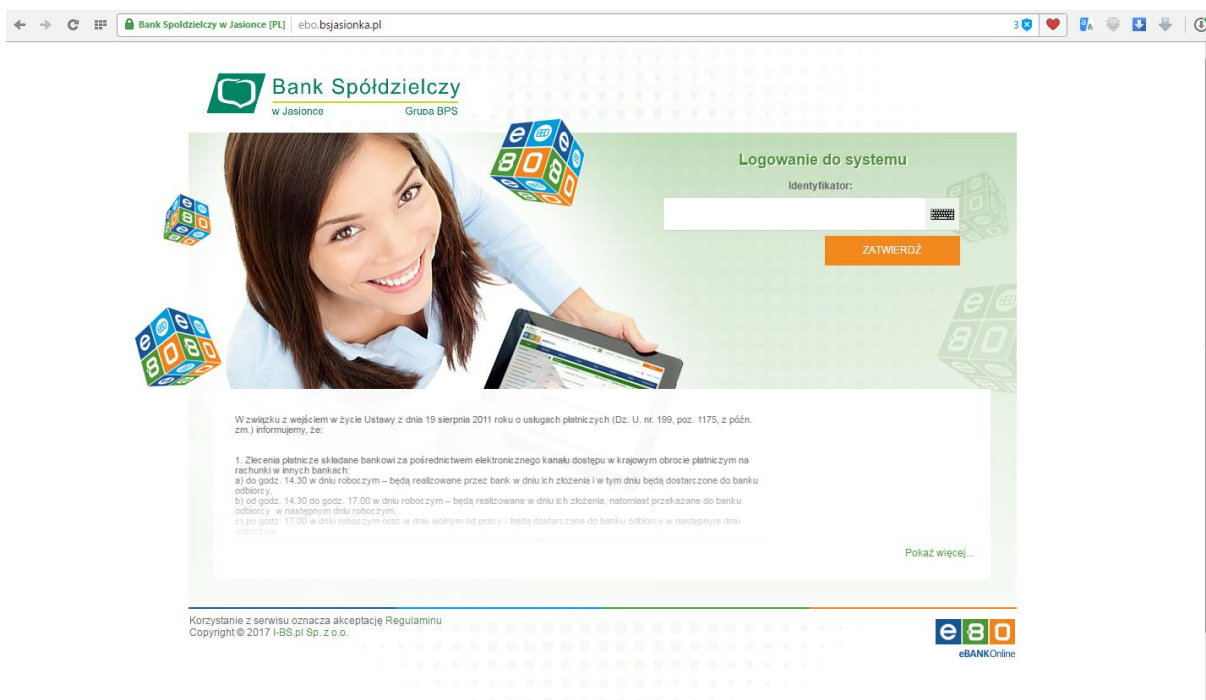 Bank Spoldzielczy w Jasionce [PL] ebo.bsjasionka.pl 3
Bank Spółdzielczy
w Jasionce Grupa BPS
Logowanie do systemu
Identyfikator:
ZATWIERDŹ
W związku z wejściem w życie Ustawy z dnia 19 sierpnia 2011 roku o usługach płatniczych (Dz. U. nr. 199, poz. 1175, z późn.
zm.) informujemy, że:
1. Zlecenia płatnicze składane bankowi za pośrednictwem elektronicznego kanału dostępu w krajowym obrocie płatniczym na
rachunki w innych bankach:
a) do godz. 14.30 w dniu roboczym – będą realizowane przez bank w dniu ich złożenia i w tym dniu będą dostarczone do banku
odbiorcy,
b) od godz. 14.30 do godz. 17.00 w dniu roboczym – będą realizowane w dniu ich złożenia, natomiast przekazane do banku
odbiorcy w następnym dniu roboczym,
c) po godz. 17.00 w dniu roboczym oraz w dniu wolnym od pracy - będą dostarczone do banku odbiorcy w następnym dniu
roboczym
Pokaż więcej...
Korzystanie z serwisu oznacza akceptację Regulaminu
Copyright © 2017 I-BS.pl Sp. z o.o.
e B O
eBANKOnline